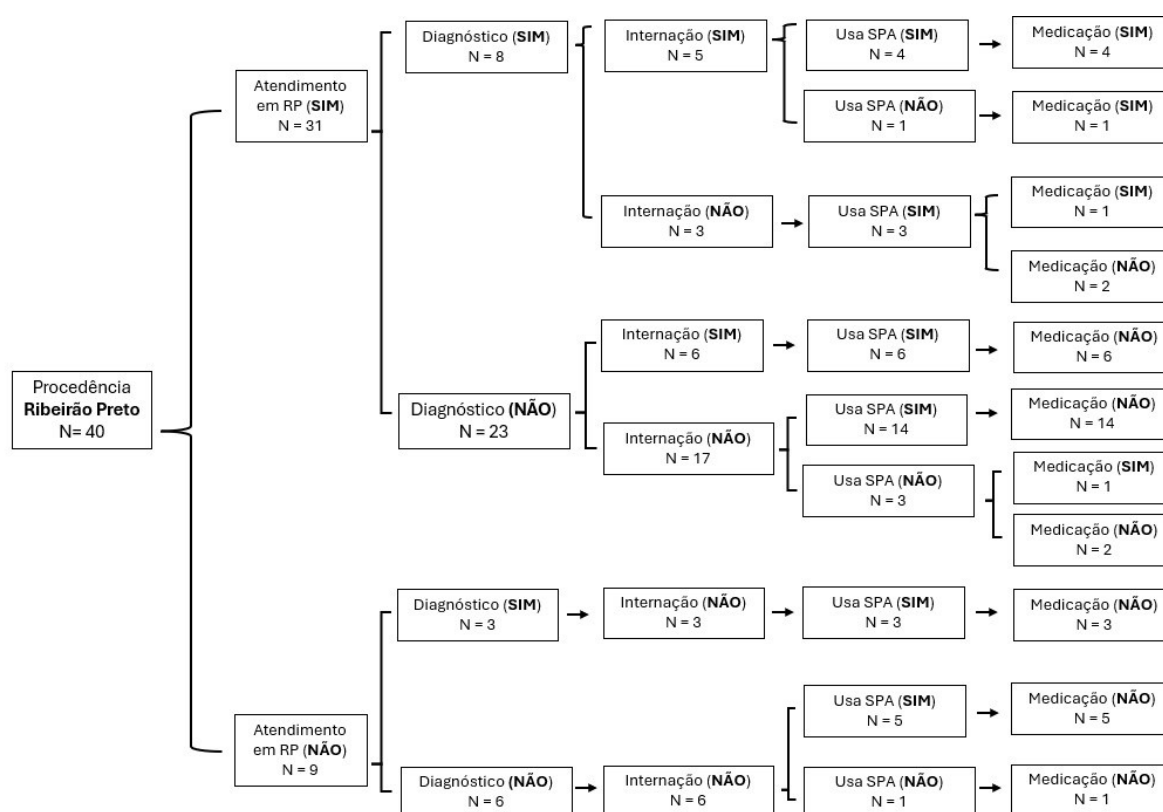 Procedência
Ribeirão Preto
N= 40
Atendimento
em RP (SIM)
N = 31
Diagnóstico (SIM)
N = 8
Internação (SIM)
N = 5
Usa SPA (SIM)
N = 4
Medicação (SIM)
N = 4
Usa SPA (NÃO)
N = 1
Medicação (SIM)
N = 1
Internação (NÃO)
N = 3
Usa SPA (SIM)
N = 3
Medicação (SIM)
N = 1
Medicação (NÃO)
N = 2
Diagnóstico (NÃO)
N = 23
Internação (SIM)
N = 6
Usa SPA (SIM)
N = 6
Medicação (NÃO)
N = 6
Internação (NÃO)
N = 17
Usa SPA (SIM)
N = 14
Medicação (NÃO)
N = 14
Usa SPA (NÃO)
N = 3
Medicação (SIM)
N = 1
Medicação (NÃO)
N = 2
Atendimento
em RP (NÃO)
N = 9
Diagnóstico (SIM)
N = 3
Internação (NÃO)
N = 3
Usa SPA (SIM)
N = 3
Medicação (NÃO)
N = 3
Diagnóstico (NÃO)
N = 6
Internação (NÃO)
N = 6
Usa SPA (SIM)
N = 5
Medicação (NÃO)
N = 5
Usa SPA (NÃO)
N = 1
Medicação (NÃO)
N = 1